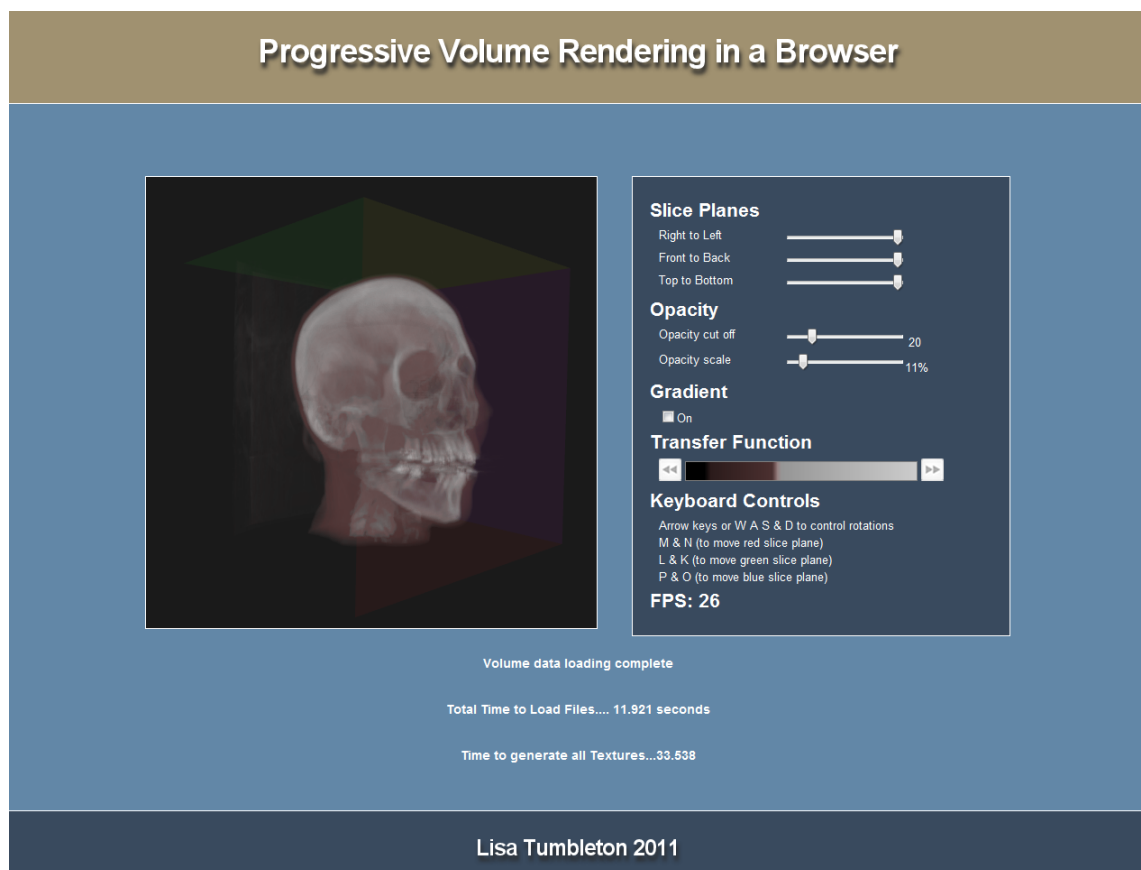 Progressive Volume Rendering in a Browser
Slice Planes
Right to Left
Front to Back
Top to Bottom
Opacity
Opacity cut off 20
Opacity scale 11%
Gradient
On
Transfer Function
Keyboard Controls
Arrow keys or W A S & D to control rotations
M & N (to move red slice plane)
L & K (to move green slice plane)
P & O (to move blue slice plane)
FPS: 26
Volume data loading complete
Total Time to Load Files.... 11.921 seconds
Time to generate all Textures...33.538
Lisa Tumbleton 2011